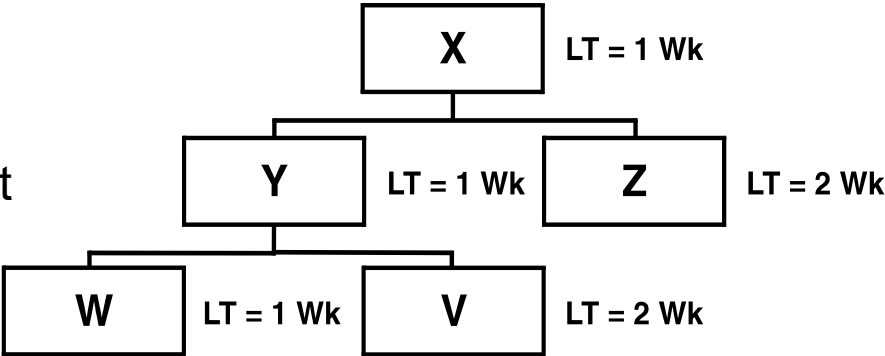 X LT = 1 Wk
t Y LT = 1 Wk Z LT = 2 Wk
W LT = 1 Wk V LT = 2 Wk